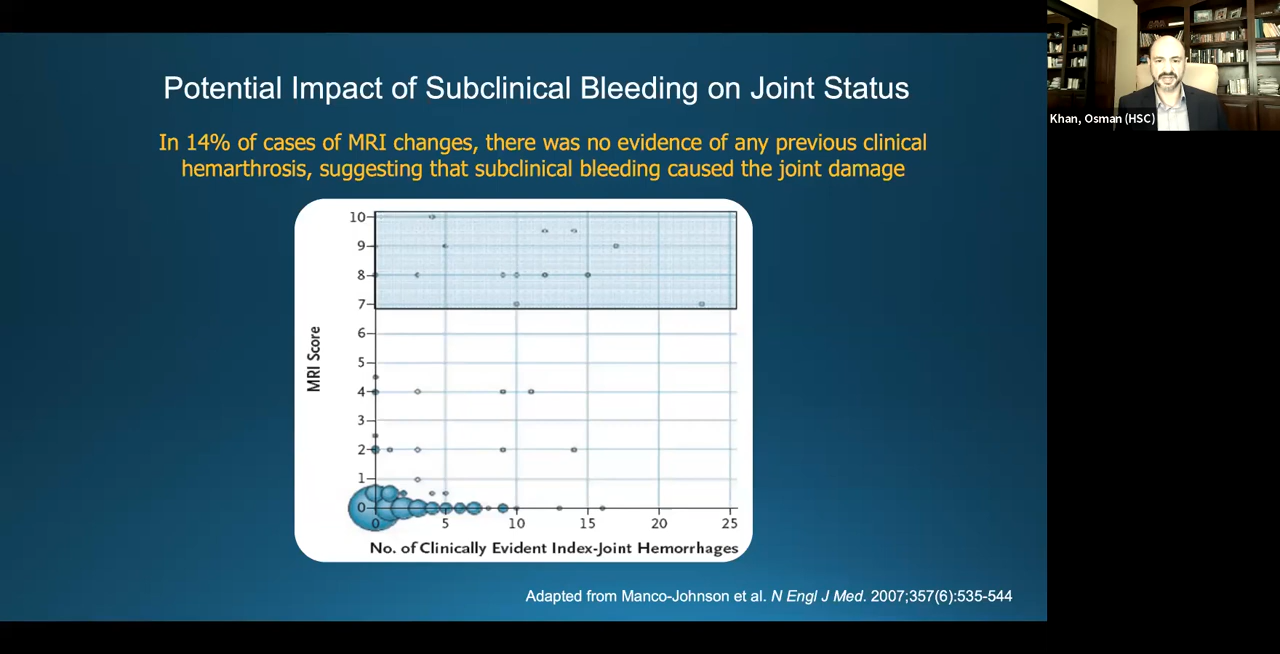 Potential Impact of Subclinical Bleeding on Joint Status
In 14% of cases of MRI changes, there was no evidence of any previous clinical
hemarthrosis, suggesting that subclinical bleeding caused the joint damage
MRI Score
10
9
8
7
6
5
4
3
2
1
0
0
5
10
15
20
25
No. of Clinically Evident Index-Joint Hemorrhages
Adapted from Manco-Johnson et al. N Engl J Med. 2007;357(6):535-544
Khan, Osman (HSC)